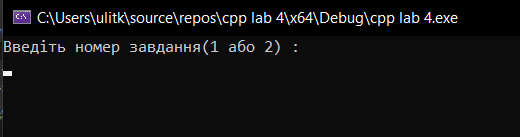 C:\Users\ulitk\source\repos\cpp lab 4\x64\Debug\cpp lab 4.exe
Введіть номер завдання(1 або 2) :